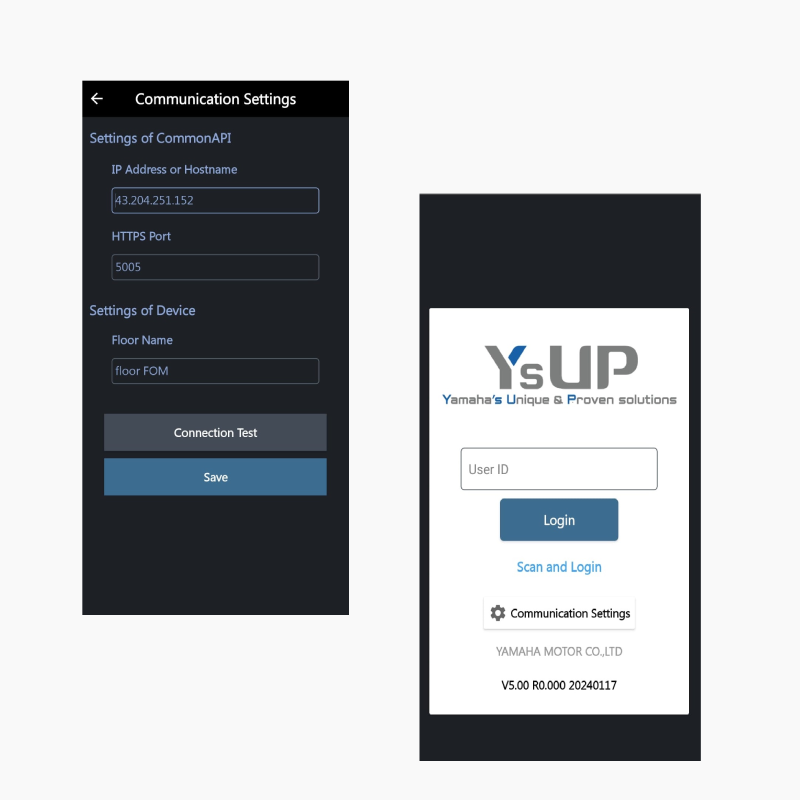 Communication Settings
Settings of CommonAPI
IP Address or Hostname
43.204.251.152
HTTPS Port
5005
Settings of Device
Floor Name
floor FOM
Connection Test
Save
YsUP
Yamaha's Unique & Proven solutions
User ID
Login
Scan and Login
Communication Settings
YAMAHA MOTOR CO.,LTD
V5.00 R0.000 20240117